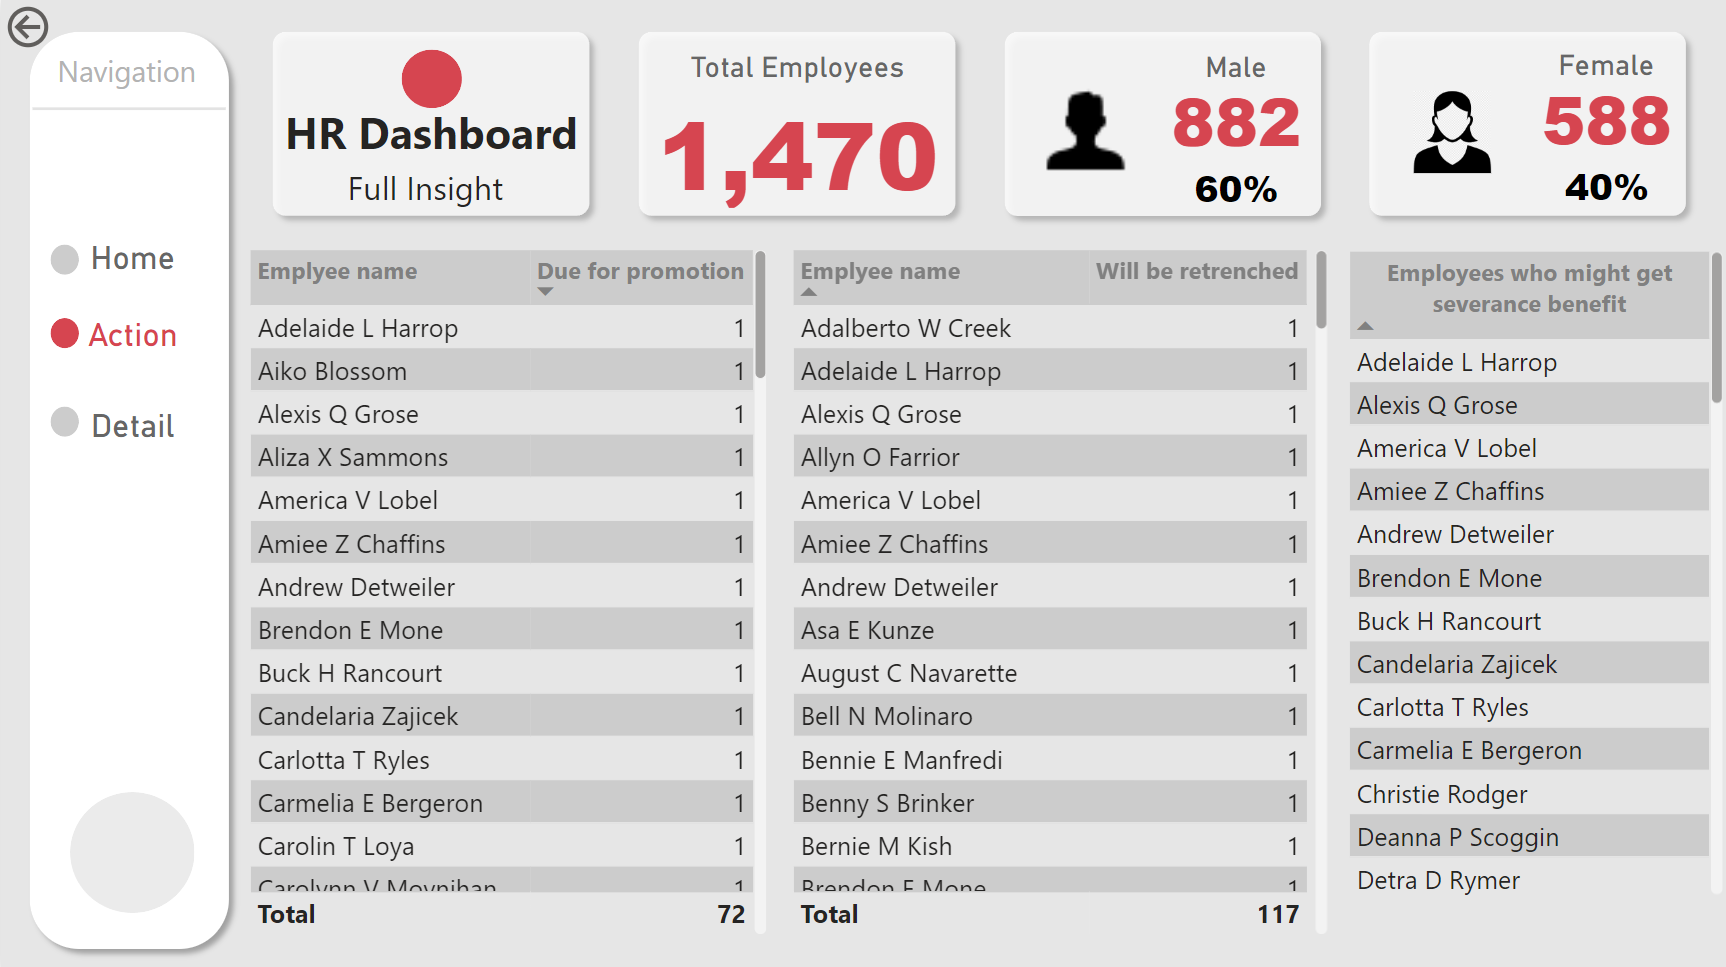 Navigation
Home
Action
Detail
HR Dashboard
Full Insight
Total Employees
1,470
Male
882
60%
Female
588
40%
Emplyee name Due for promotion
Adelaide L Harrop 1
Aiko Blossom 1
Alexis Q Grose 1
Aliza X Sammons 1
America V Lobel 1
Amiee Z Chaffins 1
Andrew Detweiler 1
Brendon E Mone 1
Buck H Rancourt 1
Candelaria Zajicek 1
Carlotta T Ryles 1
Carmelia E Bergeron 1
Carolin T Loya 1
Carolynn V Moynihan 1
Total 72
Emplyee name Will be retrenched
Adalberto W Creek 1
Adelaide L Harrop 1
Alexis Q Grose 1
Allyn O Farrior 1
America V Lobel 1
Amiee Z Chaffins 1
Andrew Detweiler 1
Asa E Kunze 1
August C Navarette 1
Bell N Molinaro 1
Bennie E Manfredi 1
Benny S Brinker 1
Bernie M Kish 1
Brendon E Mone 1
Total 117
Employees who might get
severance benefit
Adelaide L Harrop
Alexis Q Grose
America V Lobel
Amiee Z Chaffins
Andrew Detweiler
Brendon E Mone
Buck H Rancourt
Candelaria Zajicek
Carlotta T Ryles
Carmelia E Bergeron
Christie Rodger
Deanna P Scoggin
Detra D Rymer